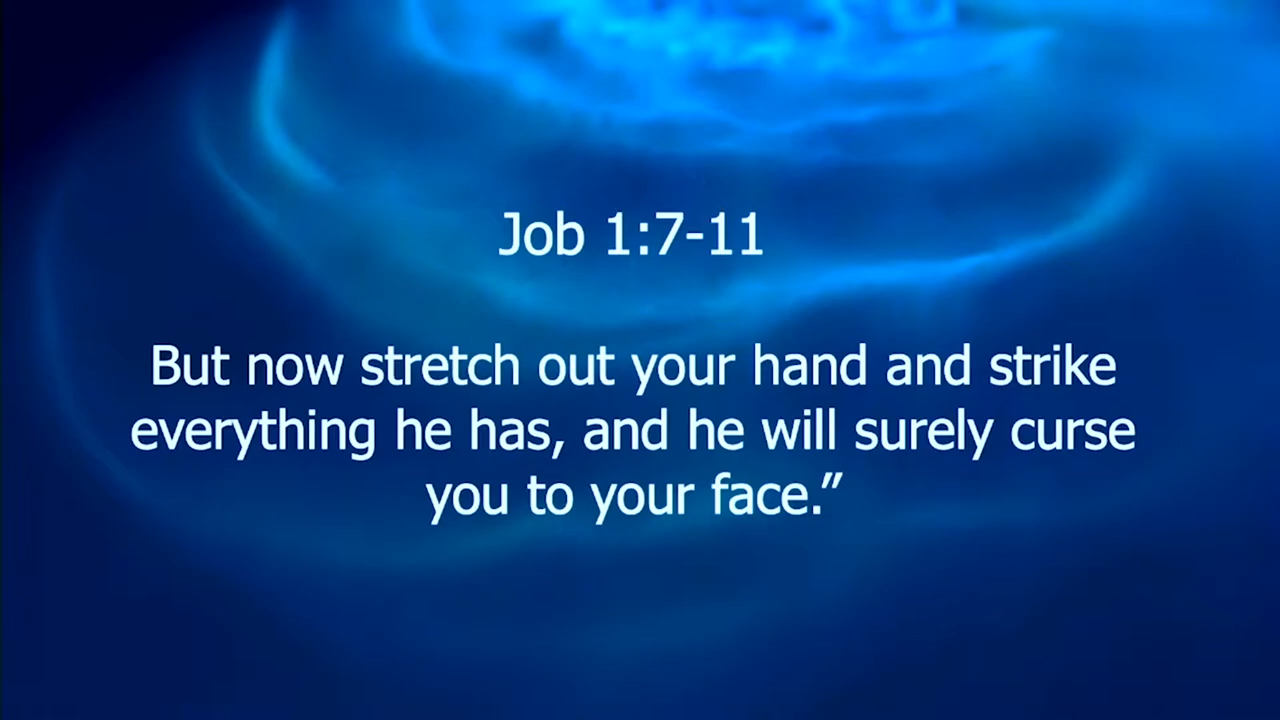 Job 1:7-11
But now stretch out your hand and strike
everything he has, and he will surely curse
you to your face.”